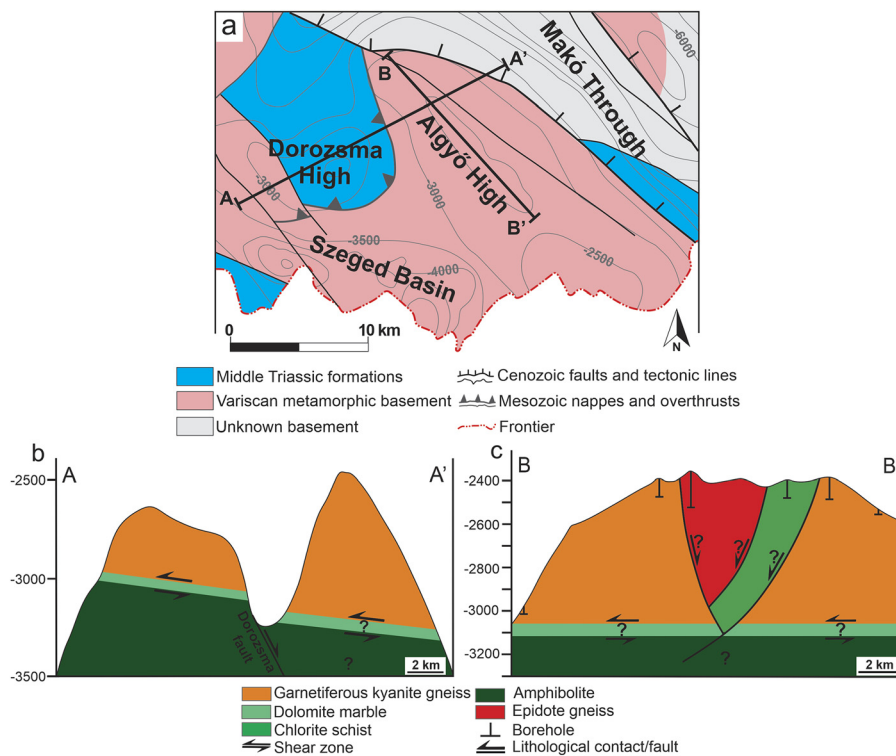 a
-6000
B
A'
Makó Through
Dorozsma
High
Algyő High
-3000
A
-3000
B'
-3500
Szeged Basin
-4000
-2500
0
10 km
N
Middle Triassic formations
Cenozoic faults and tectonic lines
Variscan metamorphic basement
Mesozoic nappes and overthrusts
Unknown basement
Frontier
b
A
A'
-2500
-3000
-3500
?
?
Dorozsma
fault
2 km
c
B
B
-2400
-2600
-2800
-3000
-3100
-3200
?
?
?
?
?
?
2 km
Garnetiferous kyanite gneiss
Amphibolite
Dolomite marble
Epidote gneiss
Chlorite schist
Borehole
Shear zone
Lithological contact/fault